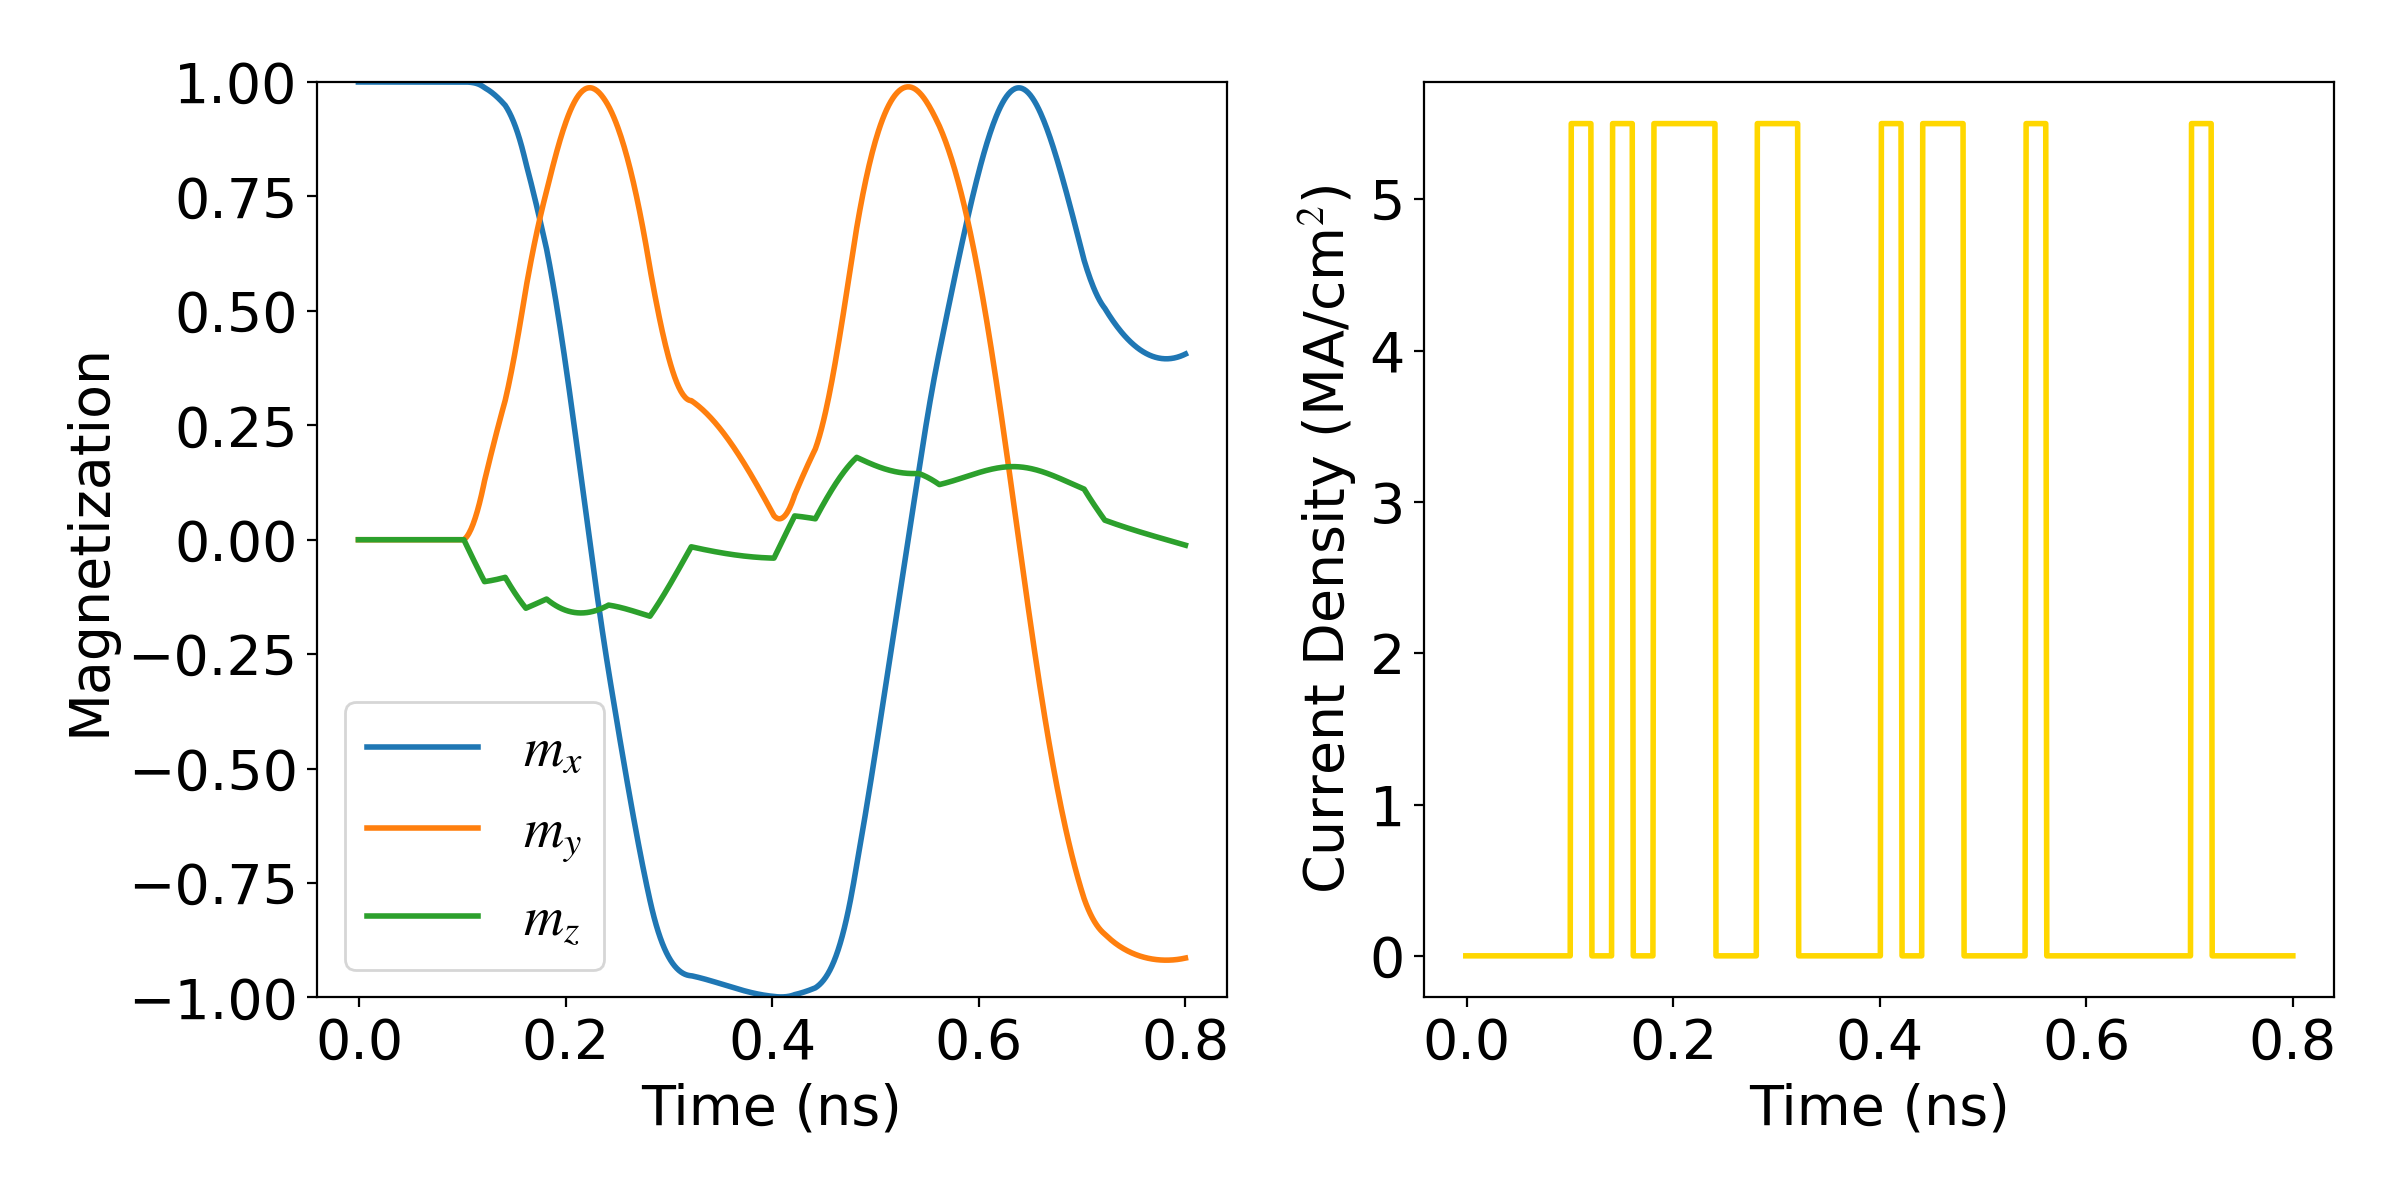 1.00
0.75
0.50
0.25
0.00
−0.25
−0.50
−0.75
−1.00
Magnetization
m_x
m_y
m_z
0.0 0.2 0.4 0.6 0.8
Time (ns)
5
4
3
2
1
0
Current Density (MA/cm²)
0.0 0.2 0.4 0.6 0.8
Time (ns)